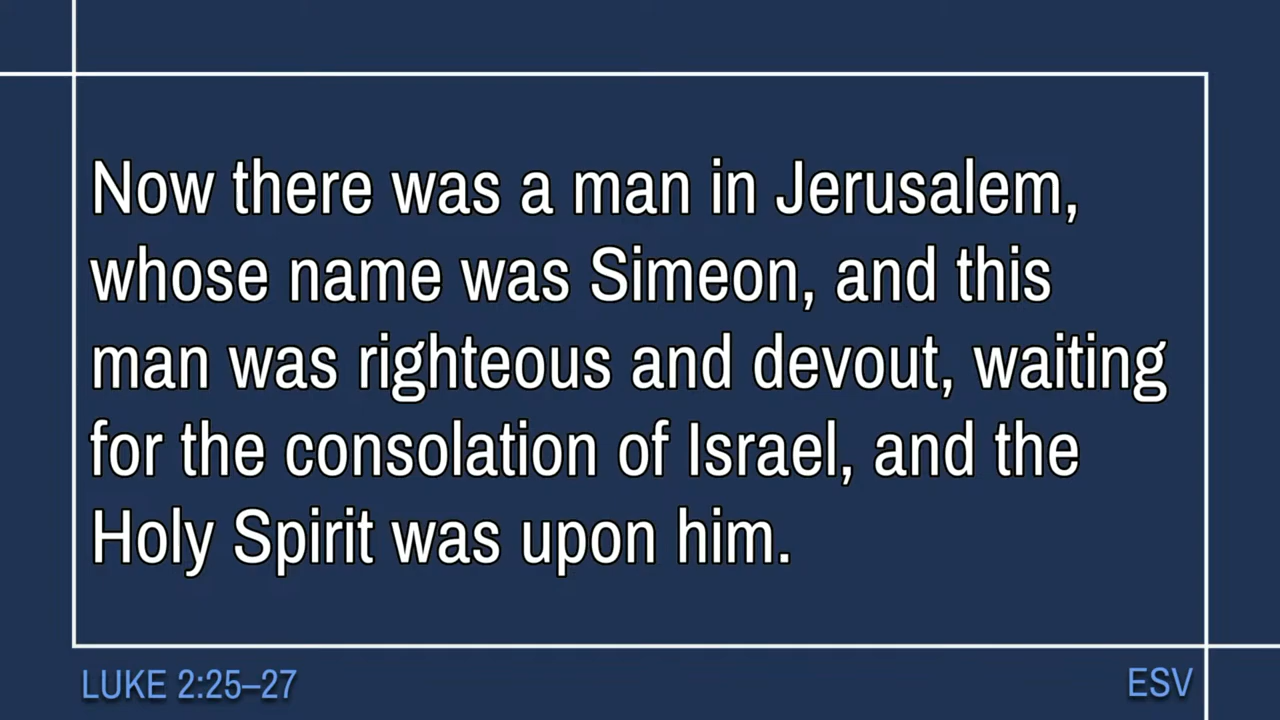 Now there was a man in Jerusalem,
whose name was Simeon, and this
man was righteous and devout, waiting
for the consolation of Israel, and the
Holy Spirit was upon him.
LUKE 2:25–27
ESV